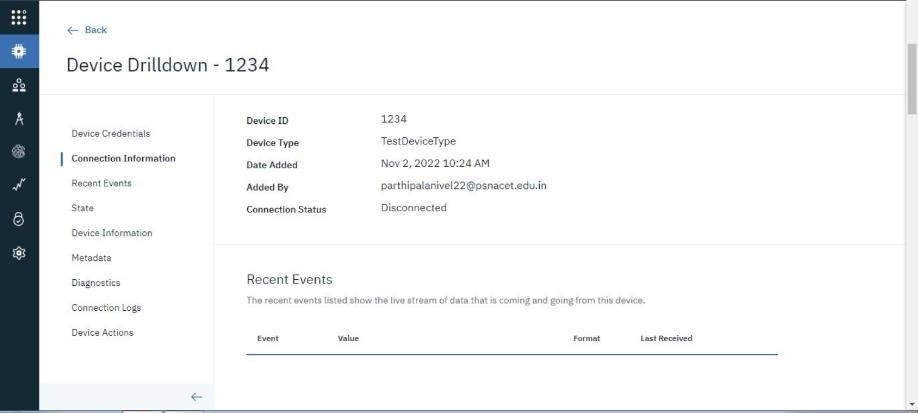 Back
Device Drilldown - 1234
Device Credentials
Connection Information
Recent Events
State
Device Information
Metadata
Diagnostics
Connection Logs
Device Actions
Device ID 1234
Device Type TestDeviceType
Date Added Nov 2, 2022 10:24 AM
Added By parthipalanivel22@psnacet.edu.in
Connection Status Disconnected
Recent Events
The recent events listed show the live stream of data that is coming and going from this device.
Event Value Format Last Received